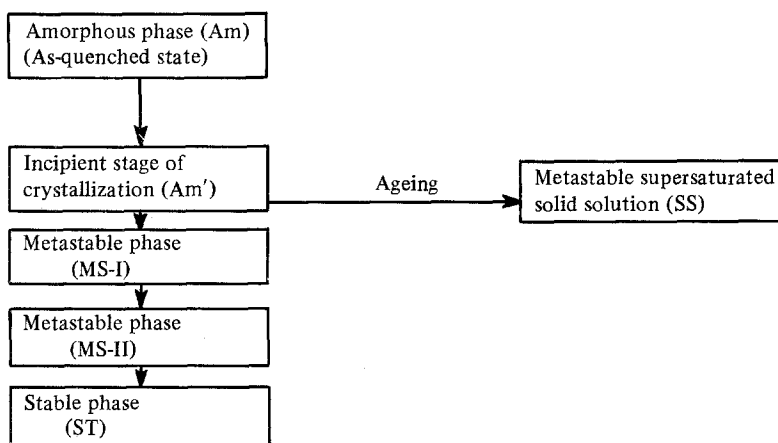 Amorphous phase (Am)
(As-quenched state)
Incipient stage of
crystallization (Am′)
Ageing
Metastable supersaturated
solid solution (SS)
Metastable phase
(MS-I)
Metastable phase
(MS-II)
Stable phase
(ST)